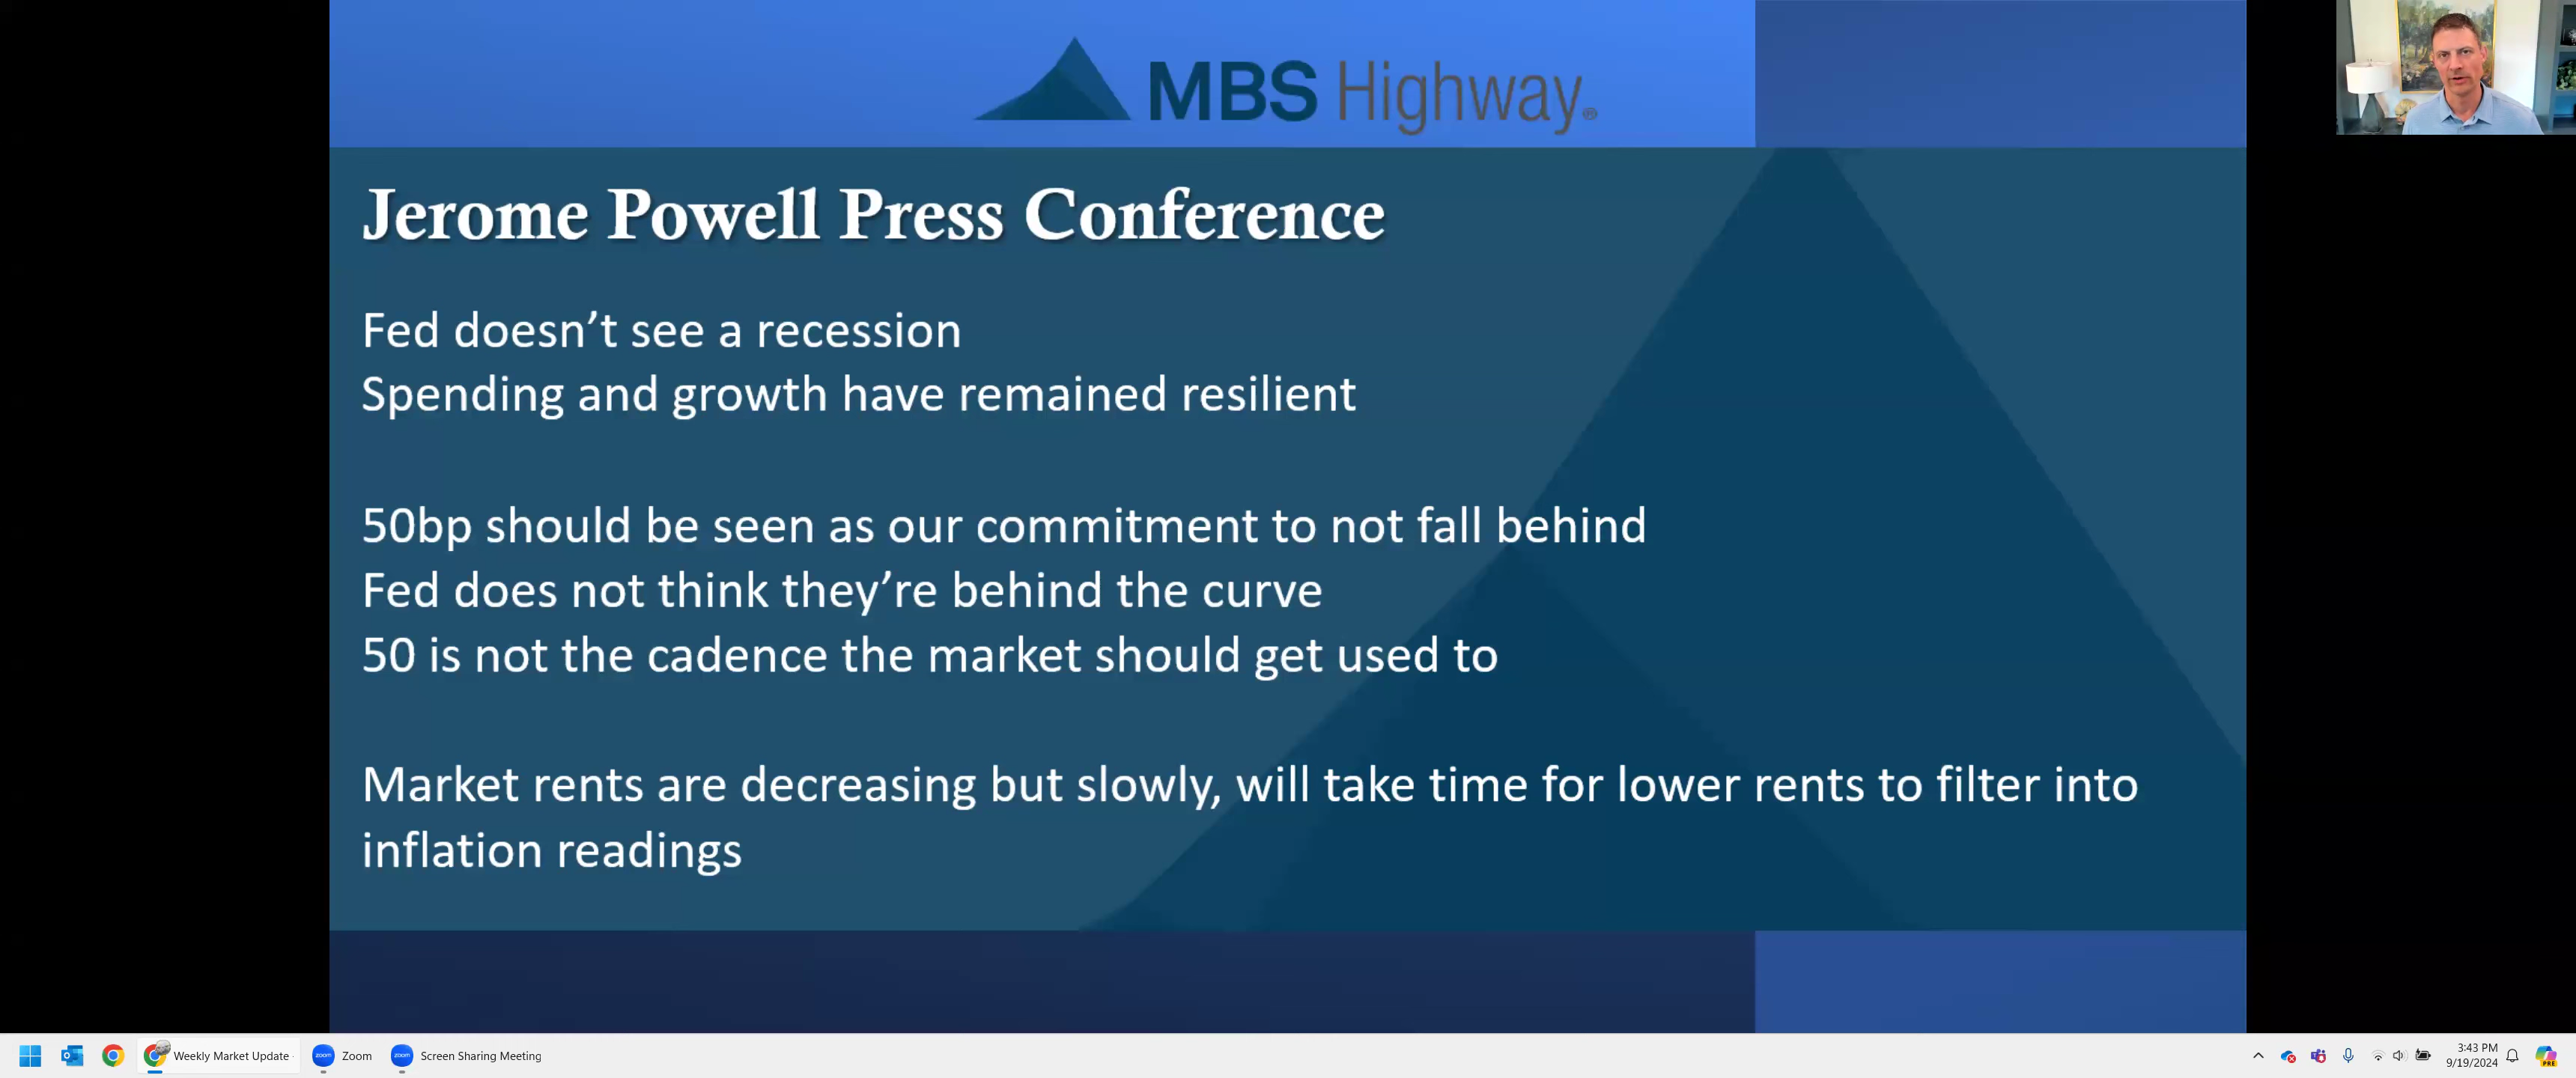 MBS Highway®
Jerome Powell Press Conference
Fed doesn’t see a recession
Spending and growth have remained resilient
50bp should be seen as our commitment to not fall behind
Fed does not think they’re behind the curve
50 is not the cadence the market should get used to
Market rents are decreasing but slowly, will take time for lower rents to filter into
inflation readings
Weekly Market Update
zoom
Zoom
zoom
Screen Sharing Meeting
3:43 PM
9/19/2024
PRE